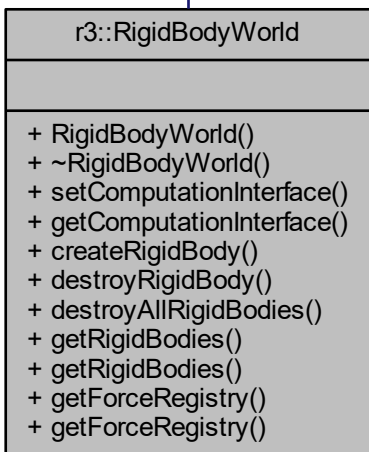 r3::RigidBodyWorld
+ RigidBodyWorld()
+ ~RigidBodyWorld()
+ setComputationInterface()
+ getComputationInterface()
+ createRigidBody()
+ destroyRigidBody()
+ destroyAllRigidBodies()
+ getRigidBodies()
+ getRigidBodies()
+ getForceRegistry()
+ getForceRegistry()